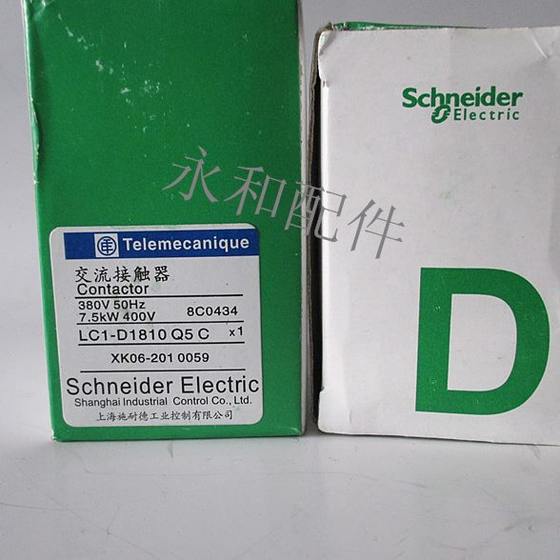 Telemecanique
交流接触器
Contactor
380V 50Hz
7.5kW 400V 8C0434
LC1-D1810 Q5 C x1
XK06-201 0059
Schneider Electric
Shanghai Industrial Control Co., Ltd.
上海施耐德工业控制有限公司
Schneider
Electric
D
永和配件